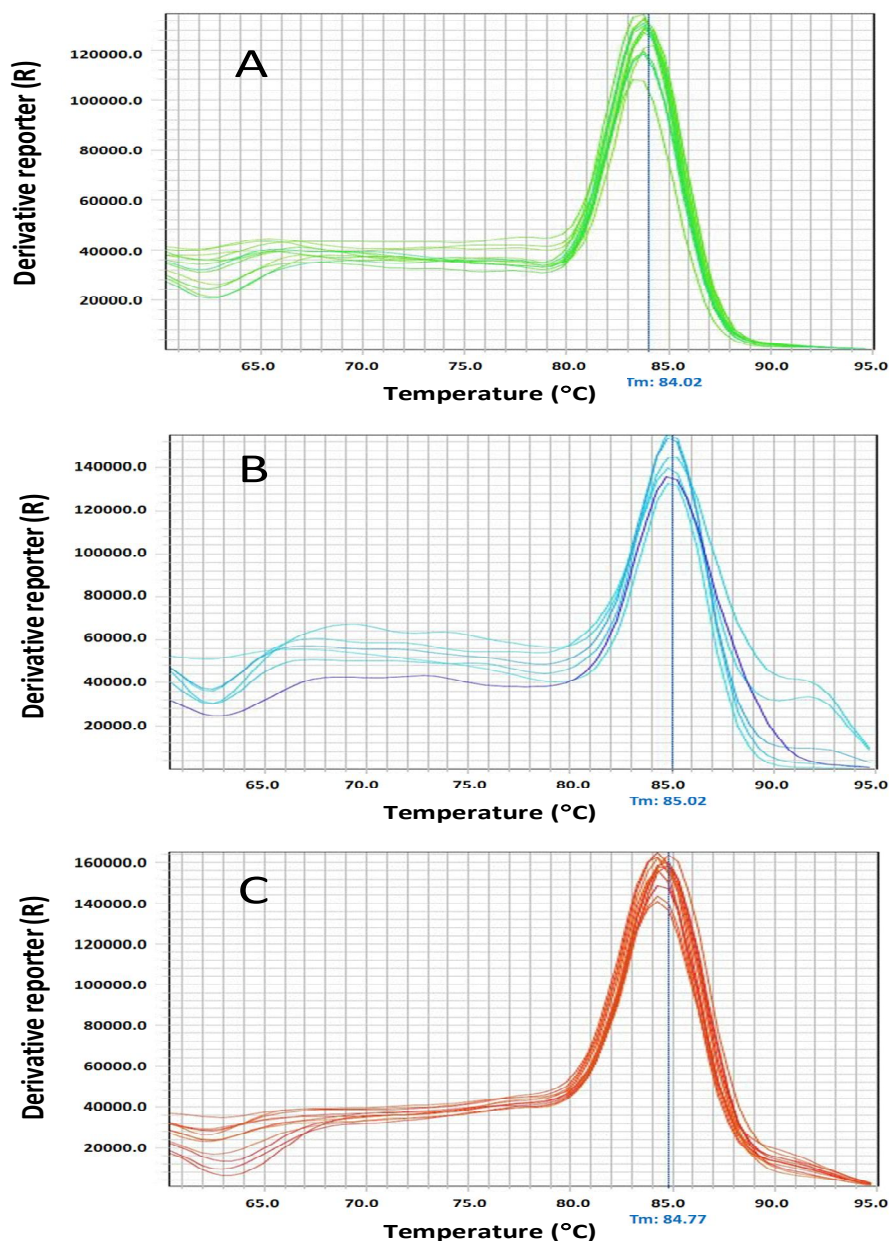 A
Derivative reporter (R)
120000.0
100000.0
80000.0
60000.0
40000.0
20000.0
65.0 70.0 75.0 80.0 85.0 90.0 95.0
Temperature (°C)
Tm: 84.02
B
Derivative reporter (R)
140000.0
120000.0
100000.0
80000.0
60000.0
40000.0
20000.0
65.0 70.0 75.0 80.0 85.0 90.0 95.0
Temperature (°C)
Tm: 85.02
C
Derivative reporter (R)
160000.0
140000.0
120000.0
100000.0
80000.0
60000.0
40000.0
20000.0
65.0 70.0 75.0 80.0 85.0 90.0 95.0
Temperature (°C)
Tm: 84.77